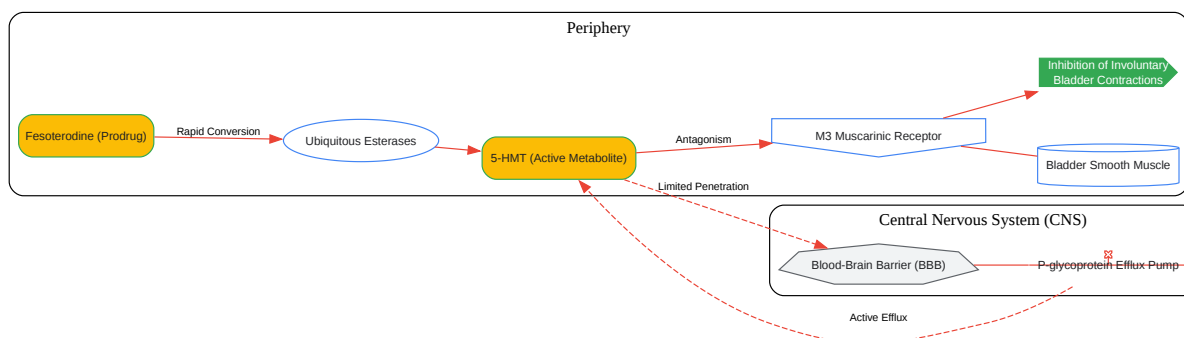 Periphery
Inhibition of Involuntary
Bladder Contractions
Fesoterodine (Prodrug)
Rapid Conversion
Ubiquitous Esterases
5-HMT (Active Metabolite)
Antagonism
M3 Muscarinic Receptor
Bladder Smooth Muscle
Limited Penetration
Central Nervous System (CNS)
Blood-Brain Barrier (BBB)
P-glycoprotein Efflux Pump
Active Efflux